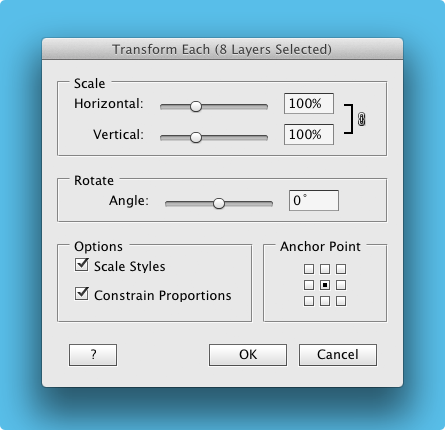 Transform Each (8 Layers Selected)
Scale
Horizontal: 100%
Vertical: 100%
Rotate
Angle: 0°
Options
Scale Styles
Constrain Proportions
Anchor Point
? OK Cancel